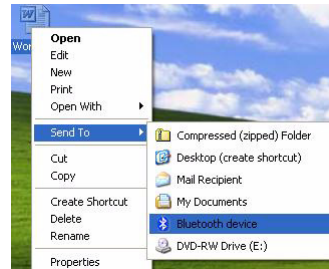 Wor
Open
Edit
New
Print
Open With
Send To
Cut
Copy
Create Shortcut
Delete
Rename
Properties
Compressed (zipped) Folder
Desktop (create shortcut)
Mail Recipient
My Documents
Bluetooth device
DVD-RW Drive (E:)